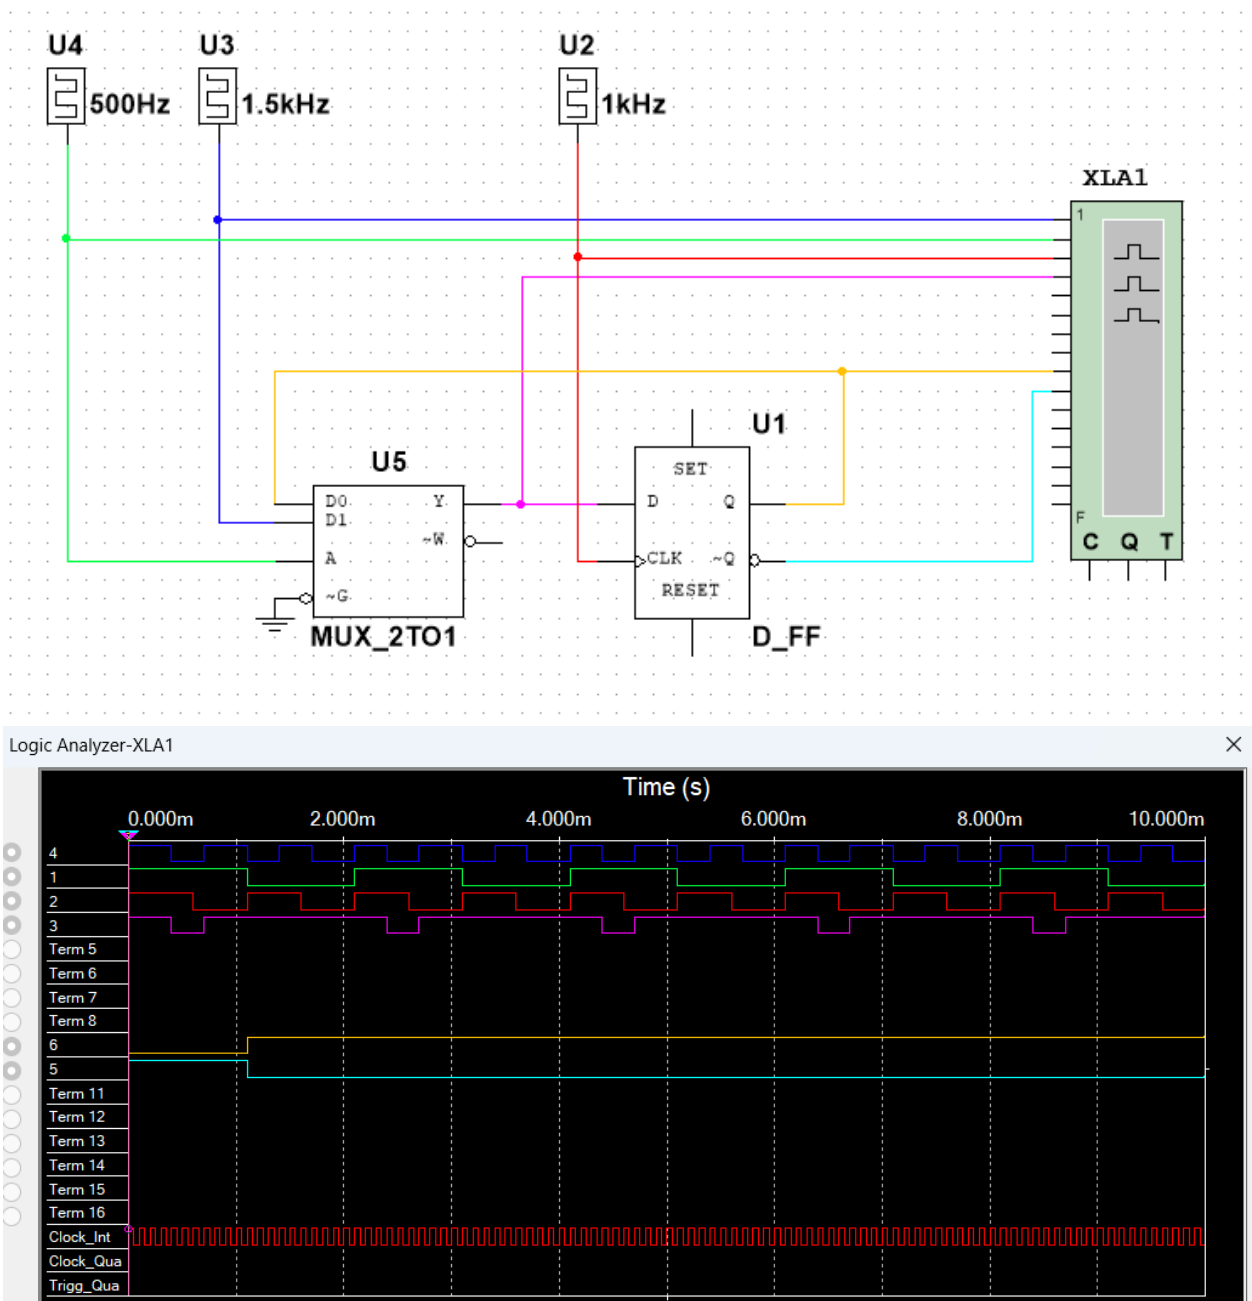 U4 U3 U2
500Hz 1.5kHz 1kHz
XLA1
1
U1
U5
SET
D0 Y D Q
D1
~W
A CLK ~Q
F
C Q T
~G RESET
MUX_2TO1 D_FF
Logic Analyzer-XLA1
Time (s)
0.000m 2.000m 4.000m 6.000m 8.000m 10.000m
4
1
2
3
Term 5
Term 6
Term 7
Term 8
6
5
Term 11
Term 12
Term 13
Term 14
Term 15
Term 16
Clock_Int
Clock_Qua
Trigg_Qua